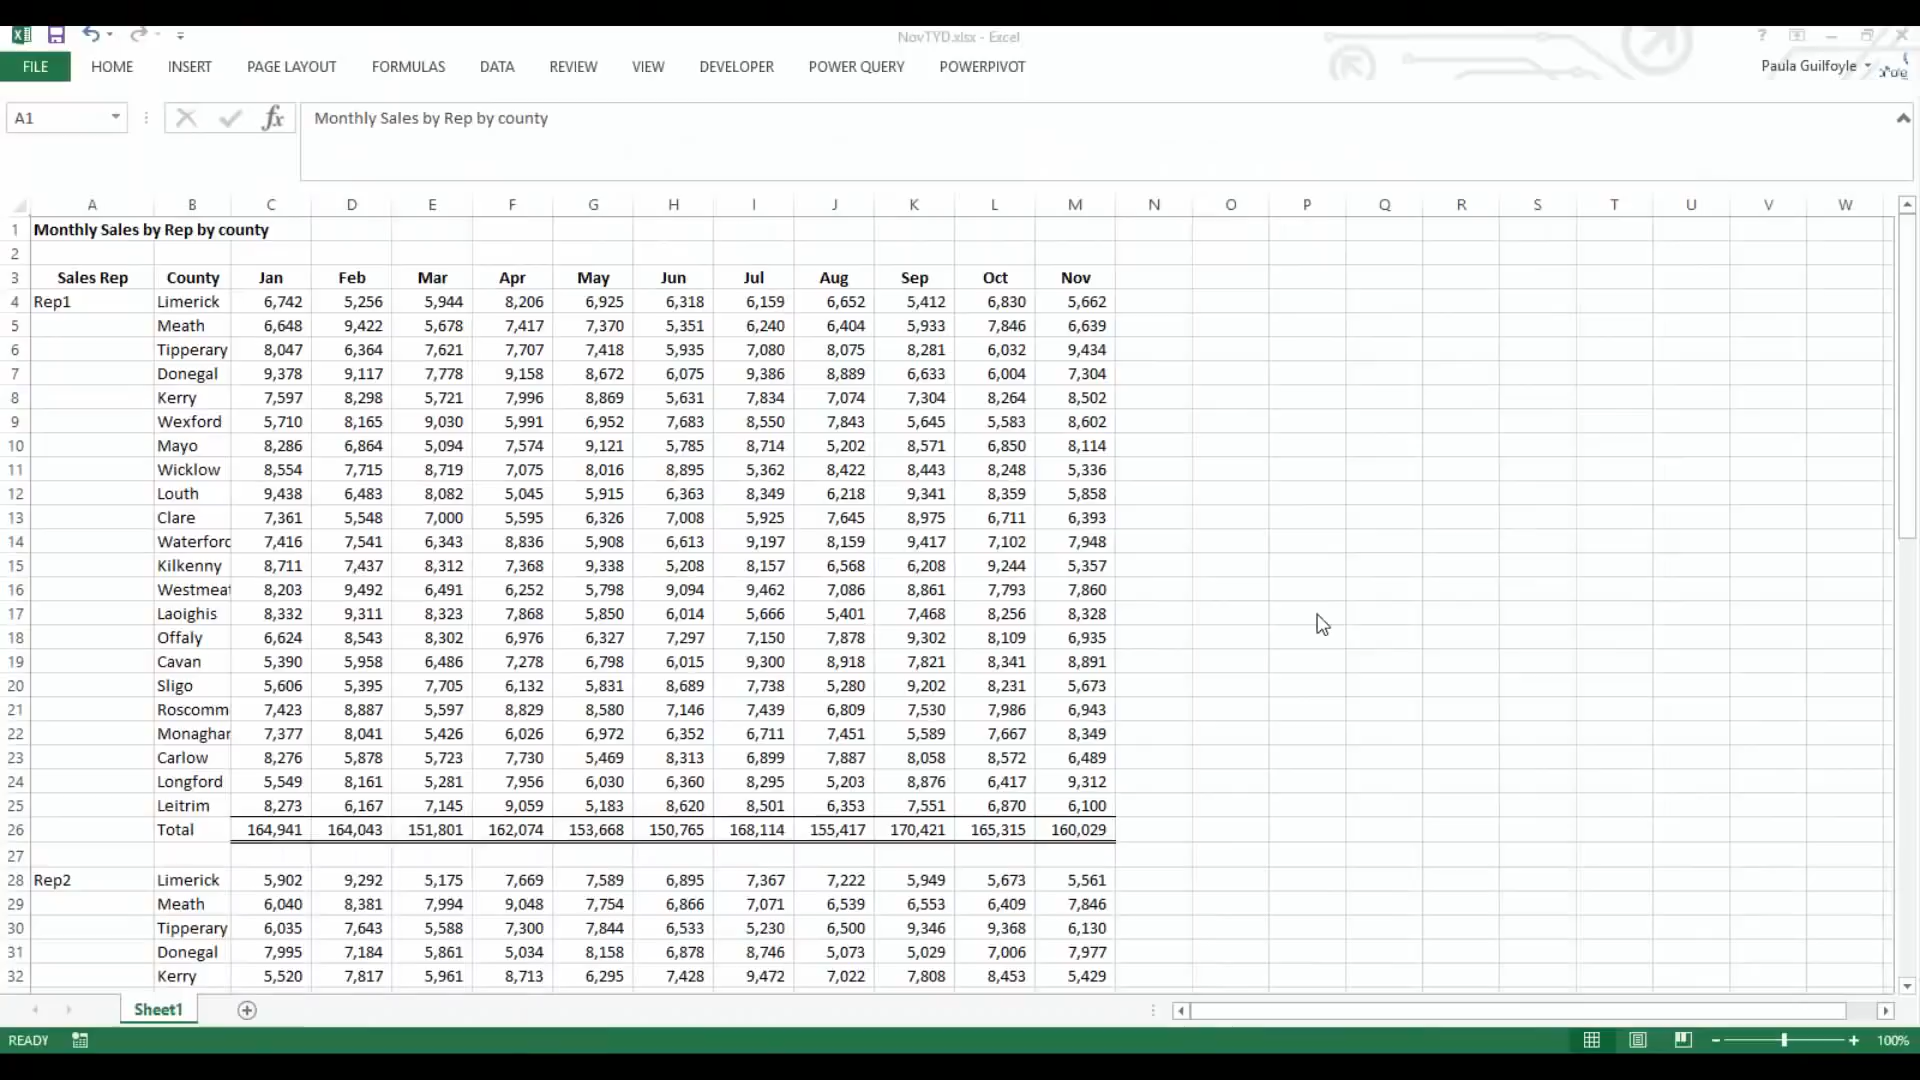 NovTYD.xlsx - Excel
FILE HOME INSERT PAGE LAYOUT FORMULAS DATA REVIEW VIEW DEVELOPER POWER QUERY POWERPIVOT Paula Guilfoyle
A1 fx Monthly Sales by Rep by county
A B C D E F G H I J K L M N O P Q R S T U V W
1 Monthly Sales by Rep by county
2
3 Sales Rep County Jan Feb Mar Apr May Jun Jul Aug Sep Oct Nov
4 Rep1 Limerick 6,742 5,256 5,944 8,206 6,925 6,318 6,159 6,652 5,412 6,830 5,662
5 Meath 6,648 9,422 5,678 7,417 7,370 5,351 6,240 6,404 5,933 7,846 6,639
6 Tipperary 8,047 6,364 7,621 7,707 7,418 5,935 7,080 8,075 8,281 6,032 9,434
7 Donegal 9,378 9,117 7,778 9,158 8,672 6,075 9,386 8,889 6,633 6,004 7,304
8 Kerry 7,597 8,298 5,721 7,996 8,869 5,631 7,834 7,074 7,304 8,264 8,502
9 Wexford 5,710 8,165 9,030 5,991 6,952 7,683 8,550 7,843 5,645 5,583 8,602
10 Mayo 8,286 6,864 5,094 7,574 9,121 5,785 8,714 5,202 8,571 6,850 8,114
11 Wicklow 8,554 7,715 8,719 7,075 8,016 8,895 5,362 8,422 8,443 8,248 5,336
12 Louth 9,438 6,483 8,082 5,045 5,915 6,363 8,349 6,218 9,341 8,359 5,858
13 Clare 7,361 5,548 7,000 5,595 6,326 7,008 5,925 7,645 8,975 6,711 6,393
14 Waterford 7,416 7,541 6,343 8,836 5,908 6,613 9,197 8,159 9,417 7,102 7,948
15 Kilkenny 8,711 7,437 8,312 7,368 9,338 5,208 8,157 6,568 6,208 9,244 5,357
16 Westmeat 8,203 9,492 6,491 6,252 5,798 9,094 9,462 7,086 8,861 7,793 7,860
17 Laoighis 8,332 9,311 8,323 7,868 5,850 6,014 5,666 5,401 7,468 8,256 8,328
18 Offaly 6,624 8,543 8,302 6,976 6,327 7,297 7,150 7,878 9,302 8,109 6,935
19 Cavan 5,390 5,958 6,486 7,278 6,798 6,015 9,300 8,918 7,821 8,341 8,891
20 Sligo 5,606 5,395 7,705 6,132 5,831 8,689 7,738 5,280 9,202 8,231 5,673
21 Roscomm 7,423 8,887 5,597 8,829 8,580 7,146 7,439 6,809 7,530 7,986 6,943
22 Monaghan 7,377 8,041 5,426 6,026 6,972 6,352 6,711 7,451 5,589 7,667 8,349
23 Carlow 8,276 5,878 5,723 7,730 5,469 8,313 6,899 7,887 8,058 8,572 6,489
24 Longford 5,549 8,161 5,281 7,956 6,030 6,360 8,295 5,203 8,876 6,417 9,312
25 Leitrim 8,273 6,167 7,145 9,059 5,183 8,620 8,501 6,353 7,551 6,870 6,100
26 Total 164,941 164,043 151,801 162,074 153,668 150,765 168,114 155,417 170,421 165,315 160,029
27
28 Rep2 Limerick 5,902 9,292 5,175 7,669 7,589 6,895 7,367 7,222 5,949 5,673 5,561
29 Meath 6,040 8,381 7,994 9,048 7,754 6,866 7,071 6,539 6,553 6,409 7,846
30 Tipperary 6,035 7,643 5,588 7,300 7,844 6,533 5,230 6,500 9,346 9,368 6,130
31 Donegal 7,995 7,184 5,861 5,034 8,158 6,878 8,746 5,073 5,029 7,006 7,977
32 Kerry 5,520 7,817 5,961 8,713 6,295 7,428 9,472 7,022 7,808 8,453 5,429
Sheet1
READY 100%